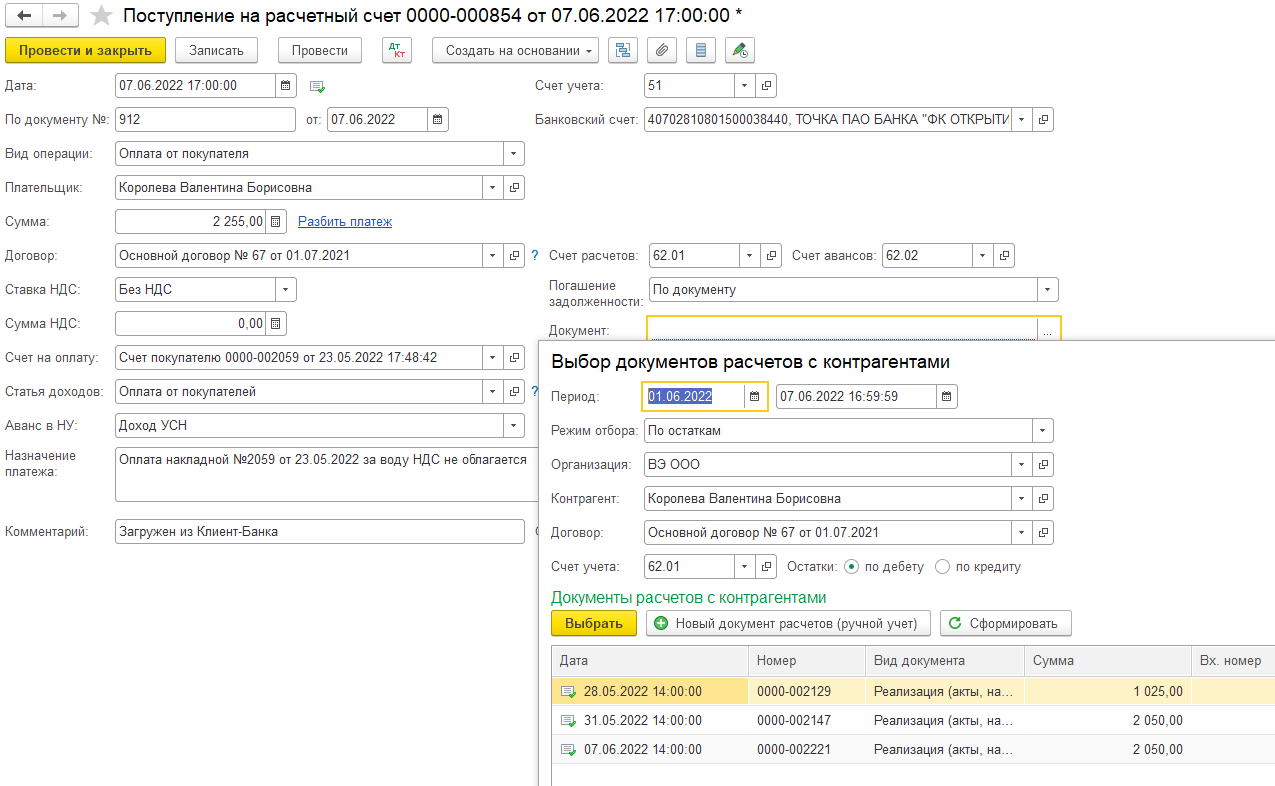 Поступление на расчетный счет 0000-000854 от 07.06.2022 17:00:00 *
Провести и закрыть Записать Провести Дт Кт Создать на основании
Дата: 07.06.2022 17:00:00 Счет учета: 51
По документу №: 912 от: 07.06.2022 Банковский счет: 40702810801500038440, ТОЧКА ПАО БАНКА "ФК ОТКРЫТИ
Вид операции: Оплата от покупателя
Плательщик: Королева Валентина Борисовна
Сумма: 2 255,00 Разбить платеж
Договор: Основной договор № 67 от 01.07.2021 ? Счет расчетов: 62.01 Счет авансов: 62.02
Ставка НДС: Без НДС Погашение задолженности: По документу
Сумма НДС: 0,00 Документ: ...
Счет на оплату: Счет покупателю 0000-002059 от 23.05.2022 17:48:42
Статья доходов: Оплата от покупателей ?
Аванс в НУ: Доход УСН
Назначение платежа: Оплата накладной №2059 от 23.05.2022 за воду НДС не облагается
Комментарий: Загружен из Клиент-Банка
Выбор документов расчетов с контрагентами
Период: 01.06.2022 07.06.2022 16:59:59
Режим отбора: По остаткам
Организация: ВЭ ООО
Контрагент: Королева Валентина Борисовна
Договор: Основной договор № 67 от 01.07.2021
Счет учета: 62.01 Остатки: по дебету по кредиту
Документы расчетов с контрагентами
Выбрать Новый документ расчетов (ручной учет) Сформировать
Дата Номер Вид документа Сумма Вх. номер
28.05.2022 14:00:00 0000-002129 Реализация (акты, на... 1 025,00
31.05.2022 14:00:00 0000-002147 Реализация (акты, на... 2 050,00
07.06.2022 14:00:00 0000-002221 Реализация (акты, на... 2 050,00